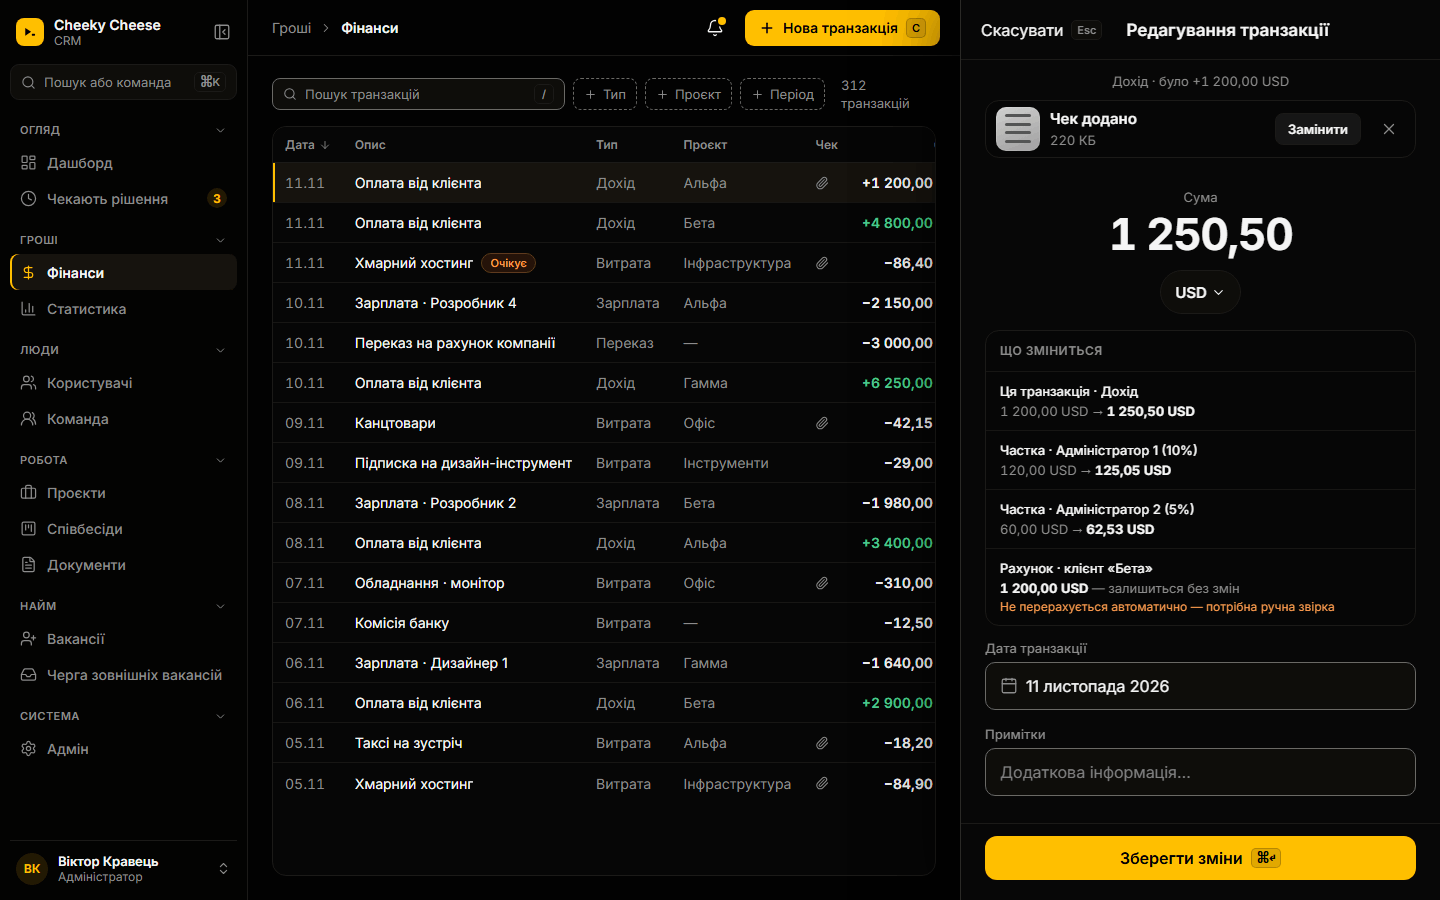 Cheeky Cheese
CRM
Пошук або команда ⌘K
ОГЛЯД
Дашборд
Чекають рішення 3
ГРОШІ
Фінанси
Статистика
ЛЮДИ
Користувачі
Команда
РОБОТА
Проєкти
Співбесіди
Документи
НАЙМ
Вакансії
Черга зовнішніх вакансій
СИСТЕМА
Адмін
ВК Віктор Кравець
Адміністратор
Гроші > Фінанси
+ Нова транзакція C
Пошук транзакцій /
+ Тип
+ Проєкт
+ Період
312 транзакцій
Дата ↓ Опис Тип Проєкт Чек
11.11 Оплата від клієнта Дохід Альфа +1 200,00
11.11 Оплата від клієнта Дохід Бета +4 800,00
11.11 Хмарний хостинг Очікує Витрата Інфраструктура −86,40
10.11 Зарплата · Розробник 4 Зарплата Альфа −2 150,00
10.11 Переказ на рахунок компанії Переказ — −3 000,00
10.11 Оплата від клієнта Дохід Гамма +6 250,00
09.11 Канцтовари Витрата Офіс −42,15
09.11 Підписка на дизайн-інструмент Витрата Інструменти −29,00
08.11 Зарплата · Розробник 2 Зарплата Бета −1 980,00
08.11 Оплата від клієнта Дохід Альфа +3 400,00
07.11 Обладнання · монітор Витрата Офіс −310,00
07.11 Комісія банку Витрата — −12,50
06.11 Зарплата · Дизайнер 1 Зарплата Гамма −1 640,00
06.11 Оплата від клієнта Дохід Бета +2 900,00
05.11 Таксі на зустріч Витрата Альфа −18,20
05.11 Хмарний хостинг Витрата Інфраструктура −84,90
Скасувати Esc Редагування транзакції
Дохід · було +1 200,00 USD
Чек додано
220 КБ
Замінити
Сума
1 250,50
USD
ЩО ЗМІНИТЬСЯ
Ця транзакція · Дохід
1 200,00 USD → 1 250,50 USD
Частка · Адміністратор 1 (10%)
120,00 USD → 125,05 USD
Частка · Адміністратор 2 (5%)
60,00 USD → 62,53 USD
Рахунок · клієнт «Бета»
1 200,00 USD — залишиться без змін
Не перерахується автоматично — потрібна ручна звірка
Дата транзакції
11 листопада 2026
Примітки
Додаткова інформація...
Зберегти зміни ⌘↵